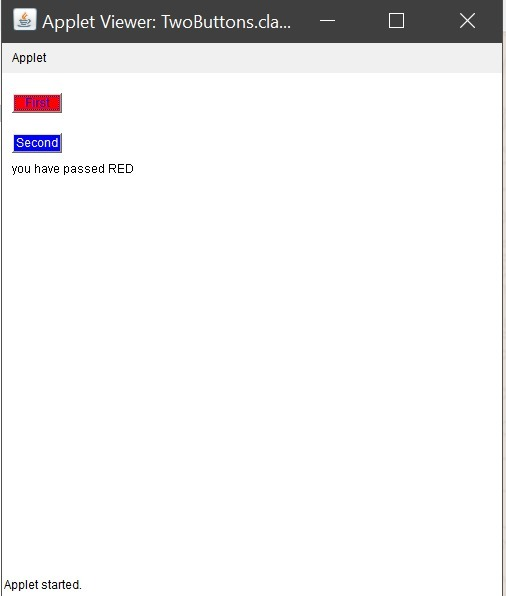 Applet Viewer: TwoButtons.cla...
Applet
First
Second
you have passed RED
Applet started.